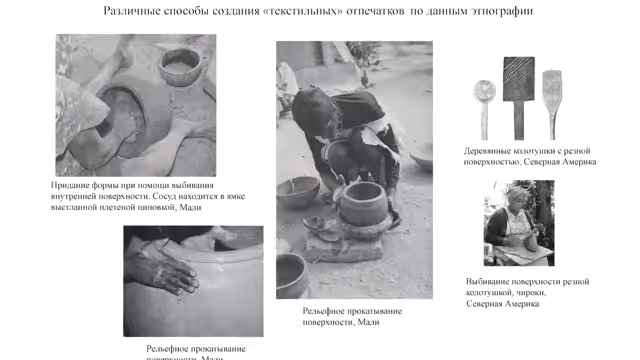 Различные способы создания «текстильных» отпечатков по данным этнографии
Придание формы при помощи выбивания
внутренней поверхности. Сосуд находится в ямке
выстланной плетеной циновкой, Мали
Рельефное прокатывание
поверхности, Мали
Рельефное прокатывание
поверхности, Мали
Деревянные колотушки с резной
поверхностью, Северная Америка
Выбивание поверхности резной
колотушкой, чироки,
Северная Америка